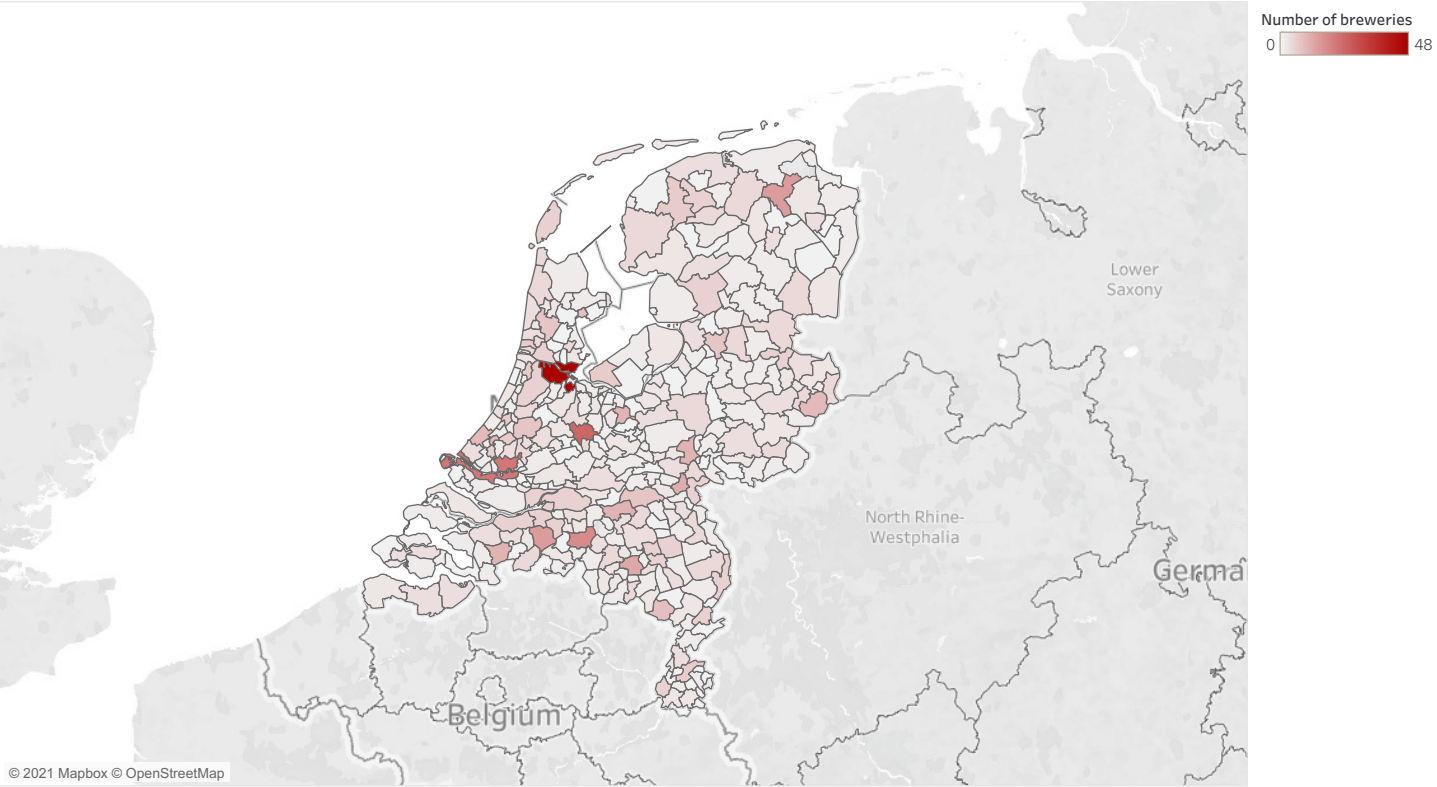 Number of breweries
0 48
Lower
Saxony
N
North Rhine-
Westphalia
Germa
Belgium
© 2021 Mapbox © OpenStreetMap